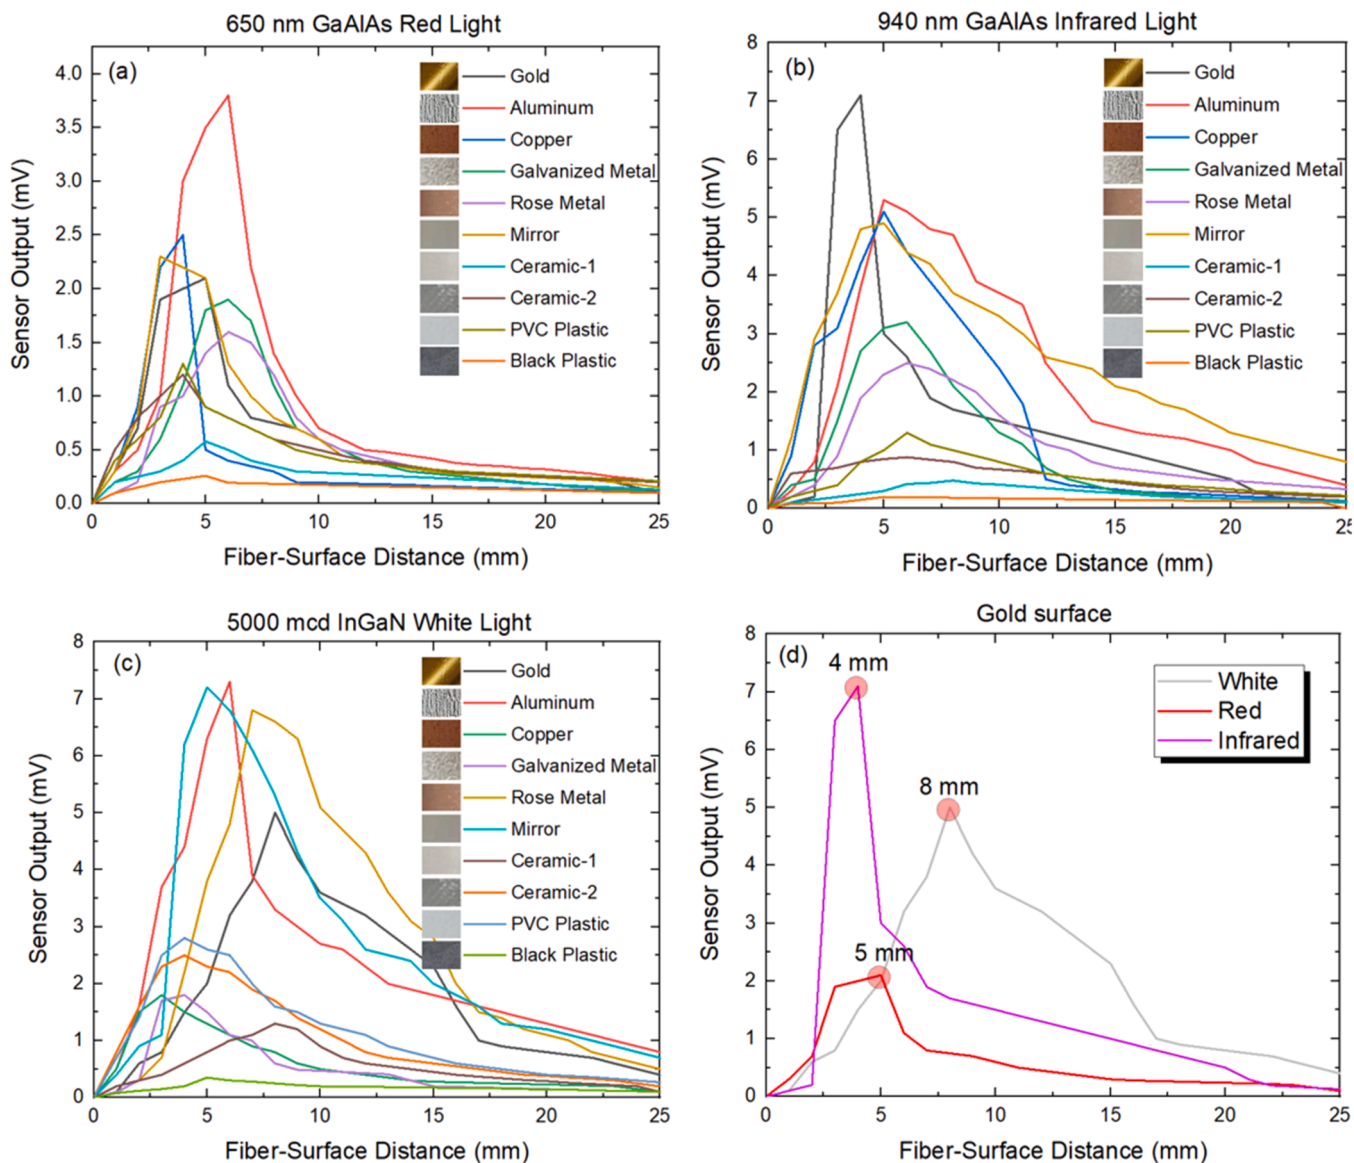 650 nm GaAlAs Red Light
(a)
Gold
Aluminum
Copper
Galvanized Metal
Rose Metal
Mirror
Ceramic-1
Ceramic-2
PVC Plastic
Black Plastic
4.0
3.5
3.0
2.5
2.0
1.5
1.0
0.5
0.0
Sensor Output (mV)
0 5 10 15 20 25
Fiber-Surface Distance (mm)
940 nm GaAlAs Infrared Light
(b)
Gold
Aluminum
Copper
Galvanized Metal
Rose Metal
Mirror
Ceramic-1
Ceramic-2
PVC Plastic
Black Plastic
8
7
6
5
4
3
2
1
0
Sensor Output (mV)
0 5 10 15 20 25
Fiber-Surface Distance (mm)
5000 mcd InGaN White Light
(c)
Gold
Aluminum
Copper
Galvanized Metal
Rose Metal
Mirror
Ceramic-1
Ceramic-2
PVC Plastic
Black Plastic
8
7
6
5
4
3
2
1
0
Sensor Output (mV)
0 5 10 15 20 25
Fiber-Surface Distance (mm)
Gold surface
(d)
4 mm
8 mm
5 mm
White
Red
Infrared
8
7
6
5
4
3
2
1
0
Sensor Output (mV)
0 5 10 15 20 25
Fiber-Surface Distance (mm)